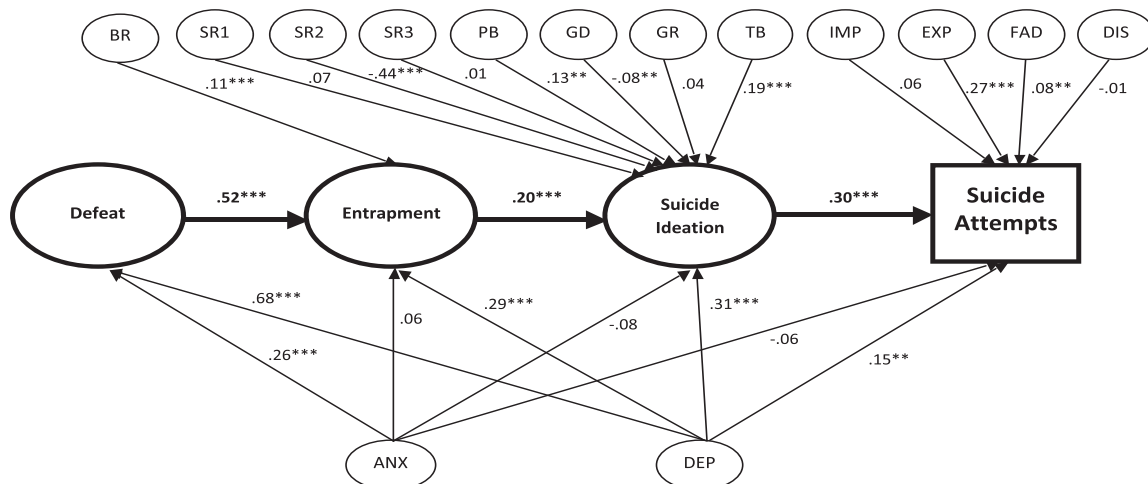 BR
SR1
SR2
SR3
PB
GD
GR
TB
IMP
EXP
FAD
DIS
.11***
.07
-.44***
.01
.13**
-.08**
.04
.19***
.06
.27***
.08**
-.01
Defeat
.52***
Entrapment
.20***
Suicide
Ideation
.30***
Suicide
Attempts
.68***
.26***
.06
.29***
-.08
.31***
-.06
.15**
ANX
DEP